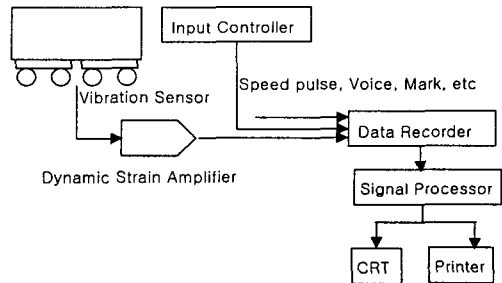 Input Controller
Speed pulse, Voice, Mark, etc
Vibration Sensor
Data Recorder
Dynamic Strain Amplifier
Signal Processor
CRT
Printer